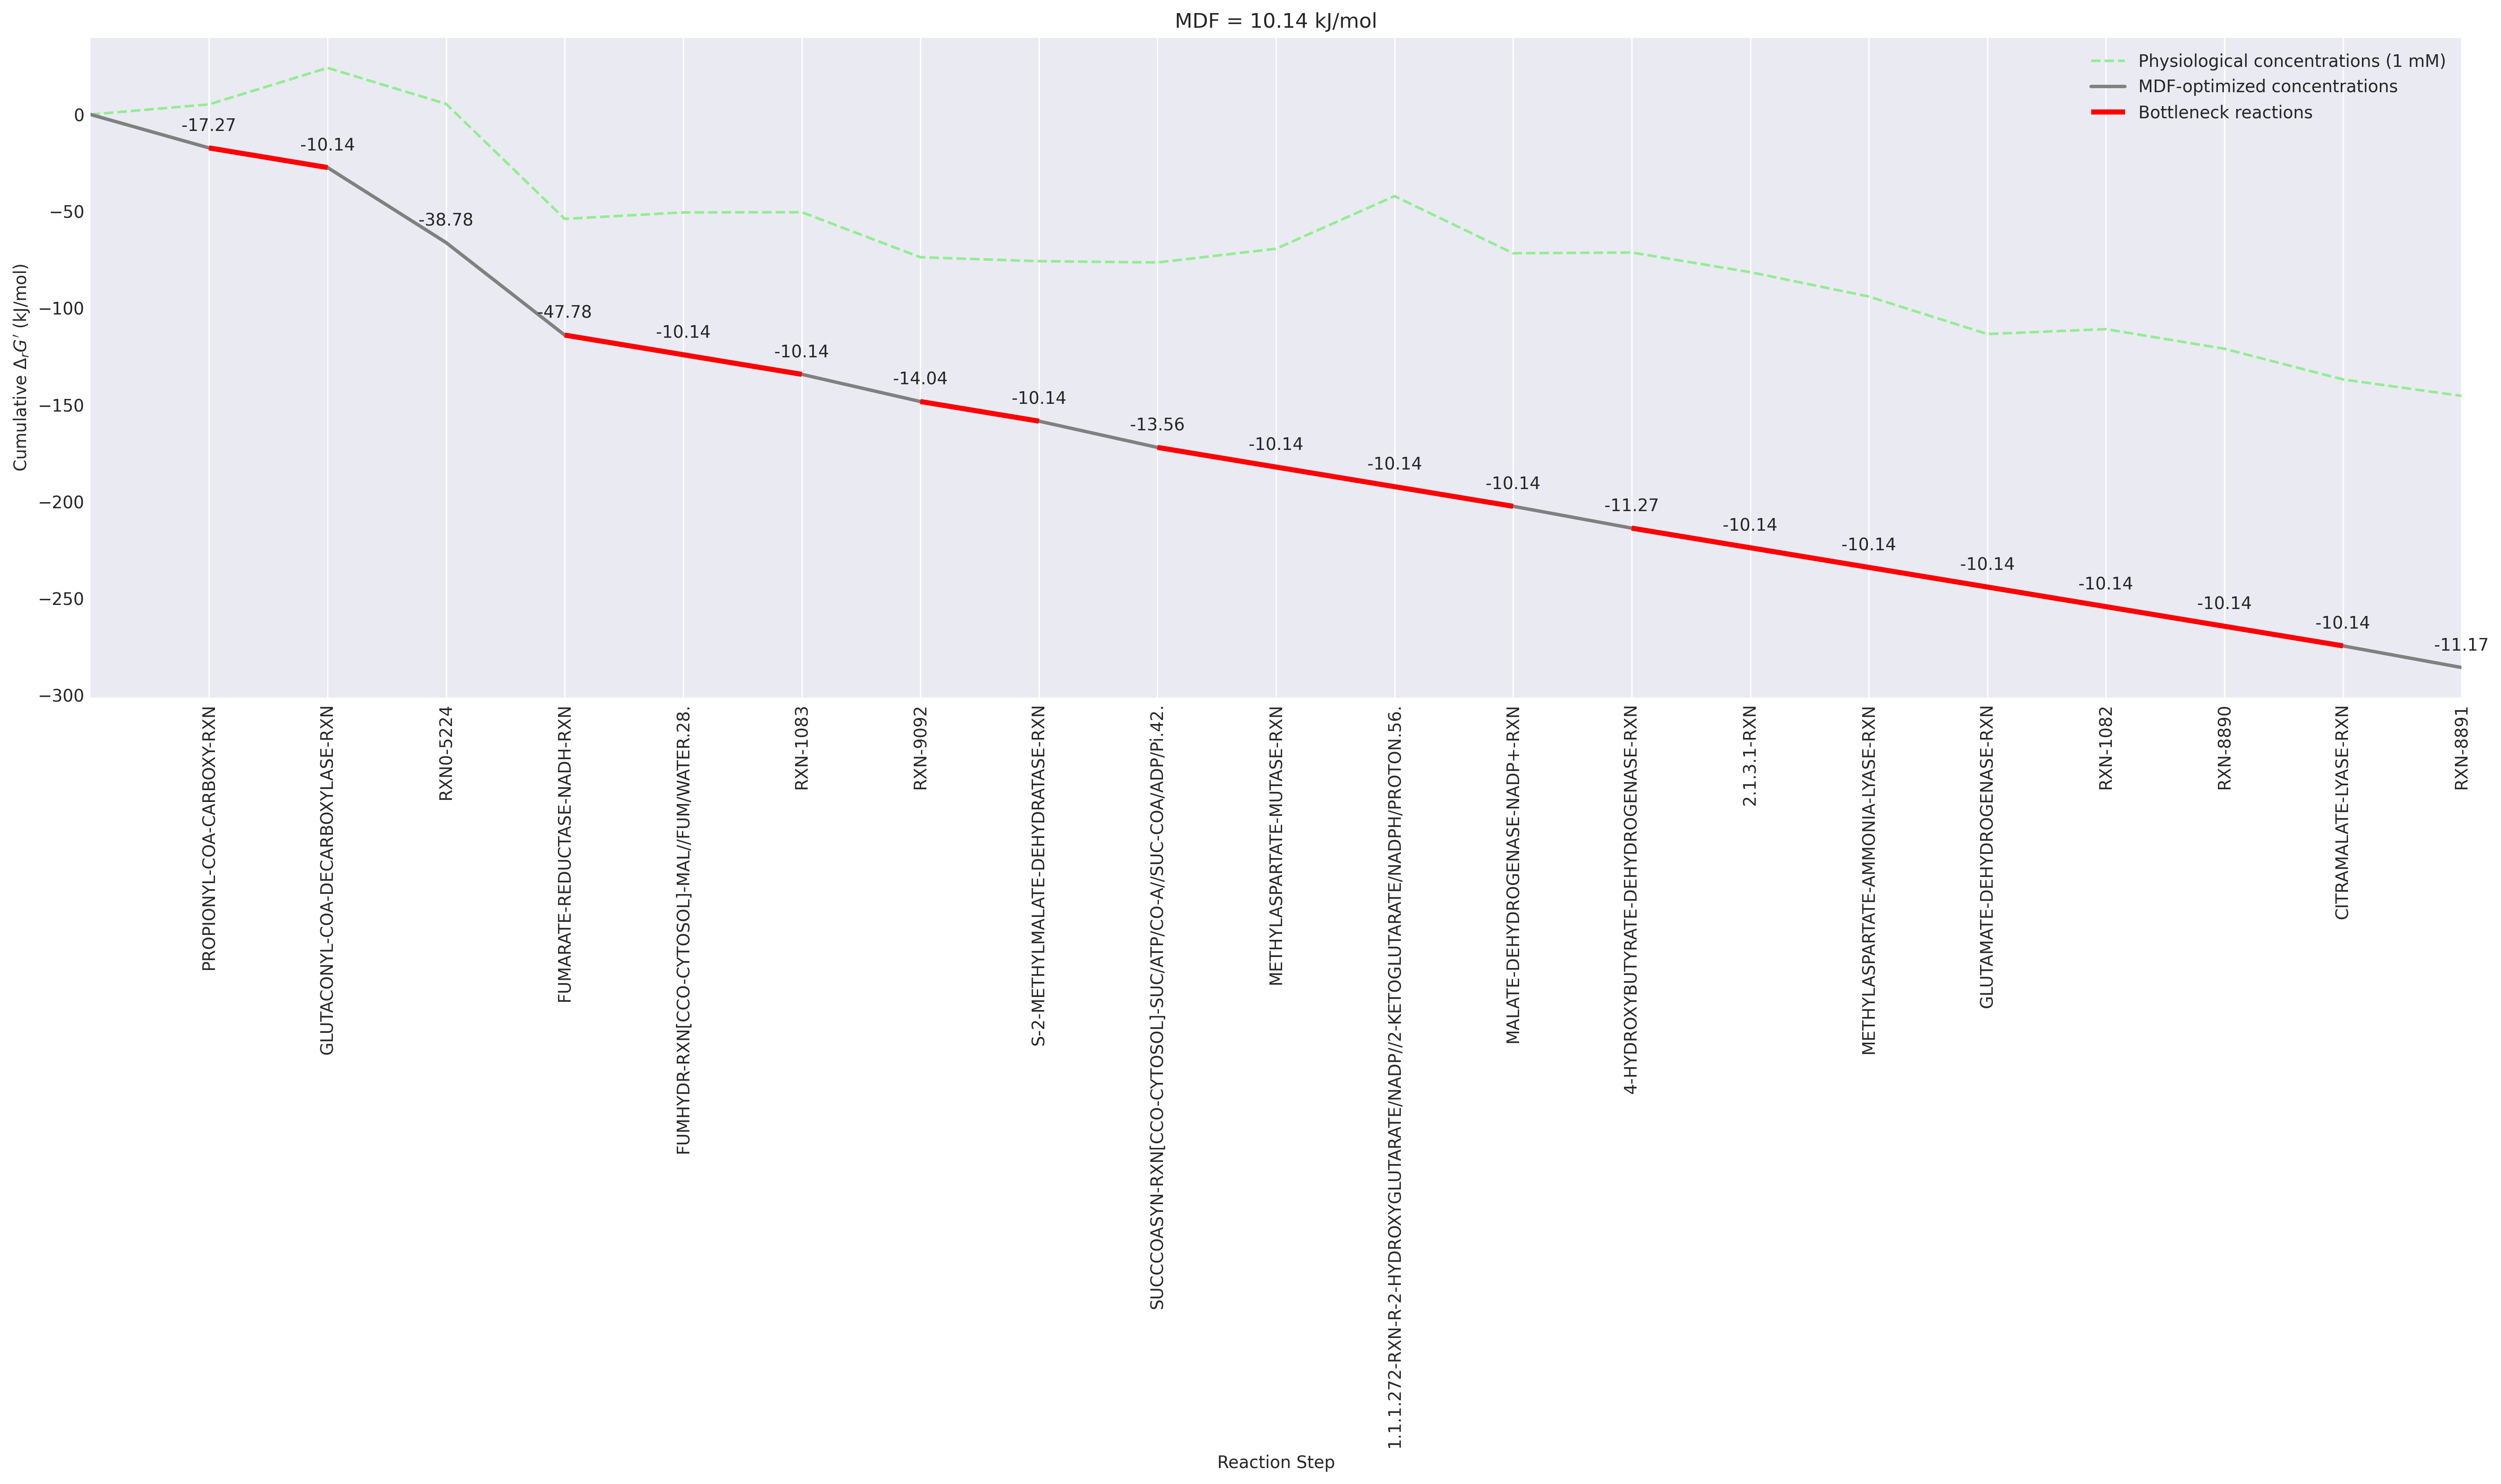 MDF = 10.14 kJ/mol
Physiological concentrations (1 mM)
MDF-optimized concentrations
Bottleneck reactions
Cumulative ΔrG′ (kJ/mol)
0
−50
−100
−150
−200
−250
−300
-17.27
-10.14
-38.78
-47.78
-10.14
-10.14
-14.04
-10.14
-13.56
-10.14
-10.14
-10.14
-11.27
-10.14
-10.14
-10.14
-10.14
-10.14
-10.14
-11.17
PROPIONYL-COA-CARBOXY-RXN
GLUTACONYL-COA-DECARBOXYLASE-RXN
RXN0-5224
FUMARATE-REDUCTASE-NADH-RXN
FUMHYDR-RXN[CCO-CYTOSOL]-MAL//FUM/WATER.28.
RXN-1083
RXN-9092
S-2-METHYLMALATE-DEHYDRATASE-RXN
SUCCCOASYN-RXN[CCO-CYTOSOL]-SUC/ATP/CO-A//SUC-COA/ADP/Pi.42.
METHYLASPARTATE-MUTASE-RXN
1.1.1.272-RXN-R-2-HYDROXYGLUTARATE/NADP//2-KETOGLUTARATE/NADPH/PROTON.56.
MALATE-DEHYDROGENASE-NADP+-RXN
4-HYDROXYBUTYRATE-DEHYDROGENASE-RXN
2.1.3.1-RXN
METHYLASPARTATE-AMMONIA-LYASE-RXN
GLUTAMATE-DEHYDROGENASE-RXN
RXN-1082
RXN-8890
CITRAMALATE-LYASE-RXN
RXN-8891
Reaction Step